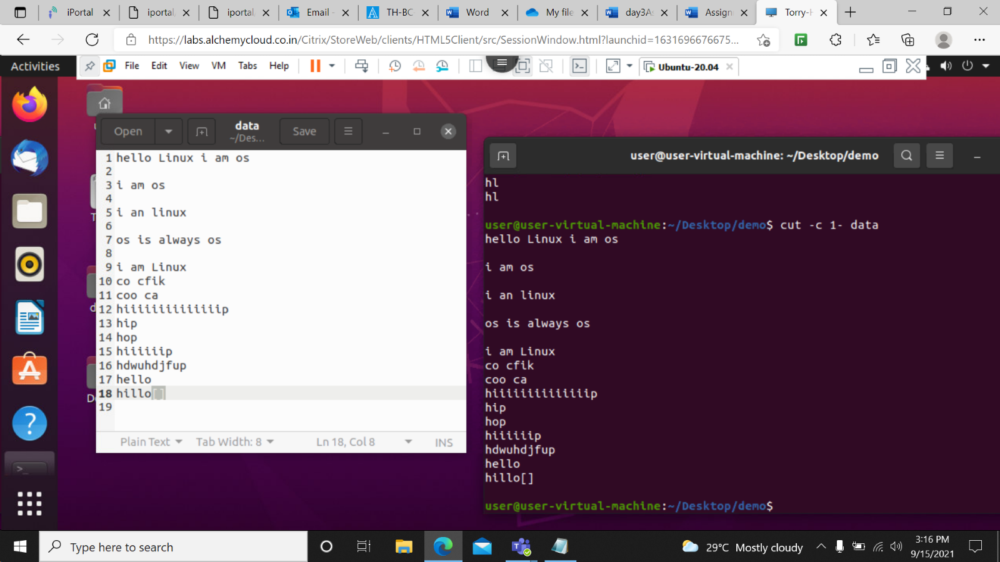 iPortal
iportal
iportal
Email -
TH-BC
Word
My file
day3A
Assign
Torry-
https://labs.alchemycloud.co.in/Citrix/StoreWeb/clients/HTML5Client/src/SessionWindow.html?launchid=1631696676675...
Activities
File Edit View VM Tabs Help
Ubuntu-20.04
Open
data
~/Des...
Save
1 hello Linux i am os
2
3 i am os
4
5 i an linux
6
7 os is always os
8
9 i am Linux
10 co cfik
11 coo ca
12 hiiiiiiiiiiiiiip
13 hip
14 hop
15 hiiiiiip
16 hdwuhdjfup
17 hello
18 hillo[]
19
Plain Text Tab Width: 8 Ln 18, Col 8 INS
user@user-virtual-machine: ~/Desktop/demo
hl
hl
user@user-virtual-machine:~/Desktop/demo$ cut -c 1- data
hello Linux i am os
i am os
i an linux
os is always os
i am Linux
co cfik
coo ca
hiiiiiiiiiiiiiip
hip
hop
hiiiiiip
hdwuhdjfup
hello
hillo[]
user@user-virtual-machine:~/Desktop/demo$
Type here to search
29°C Mostly cloudy
3:16 PM
9/15/2021